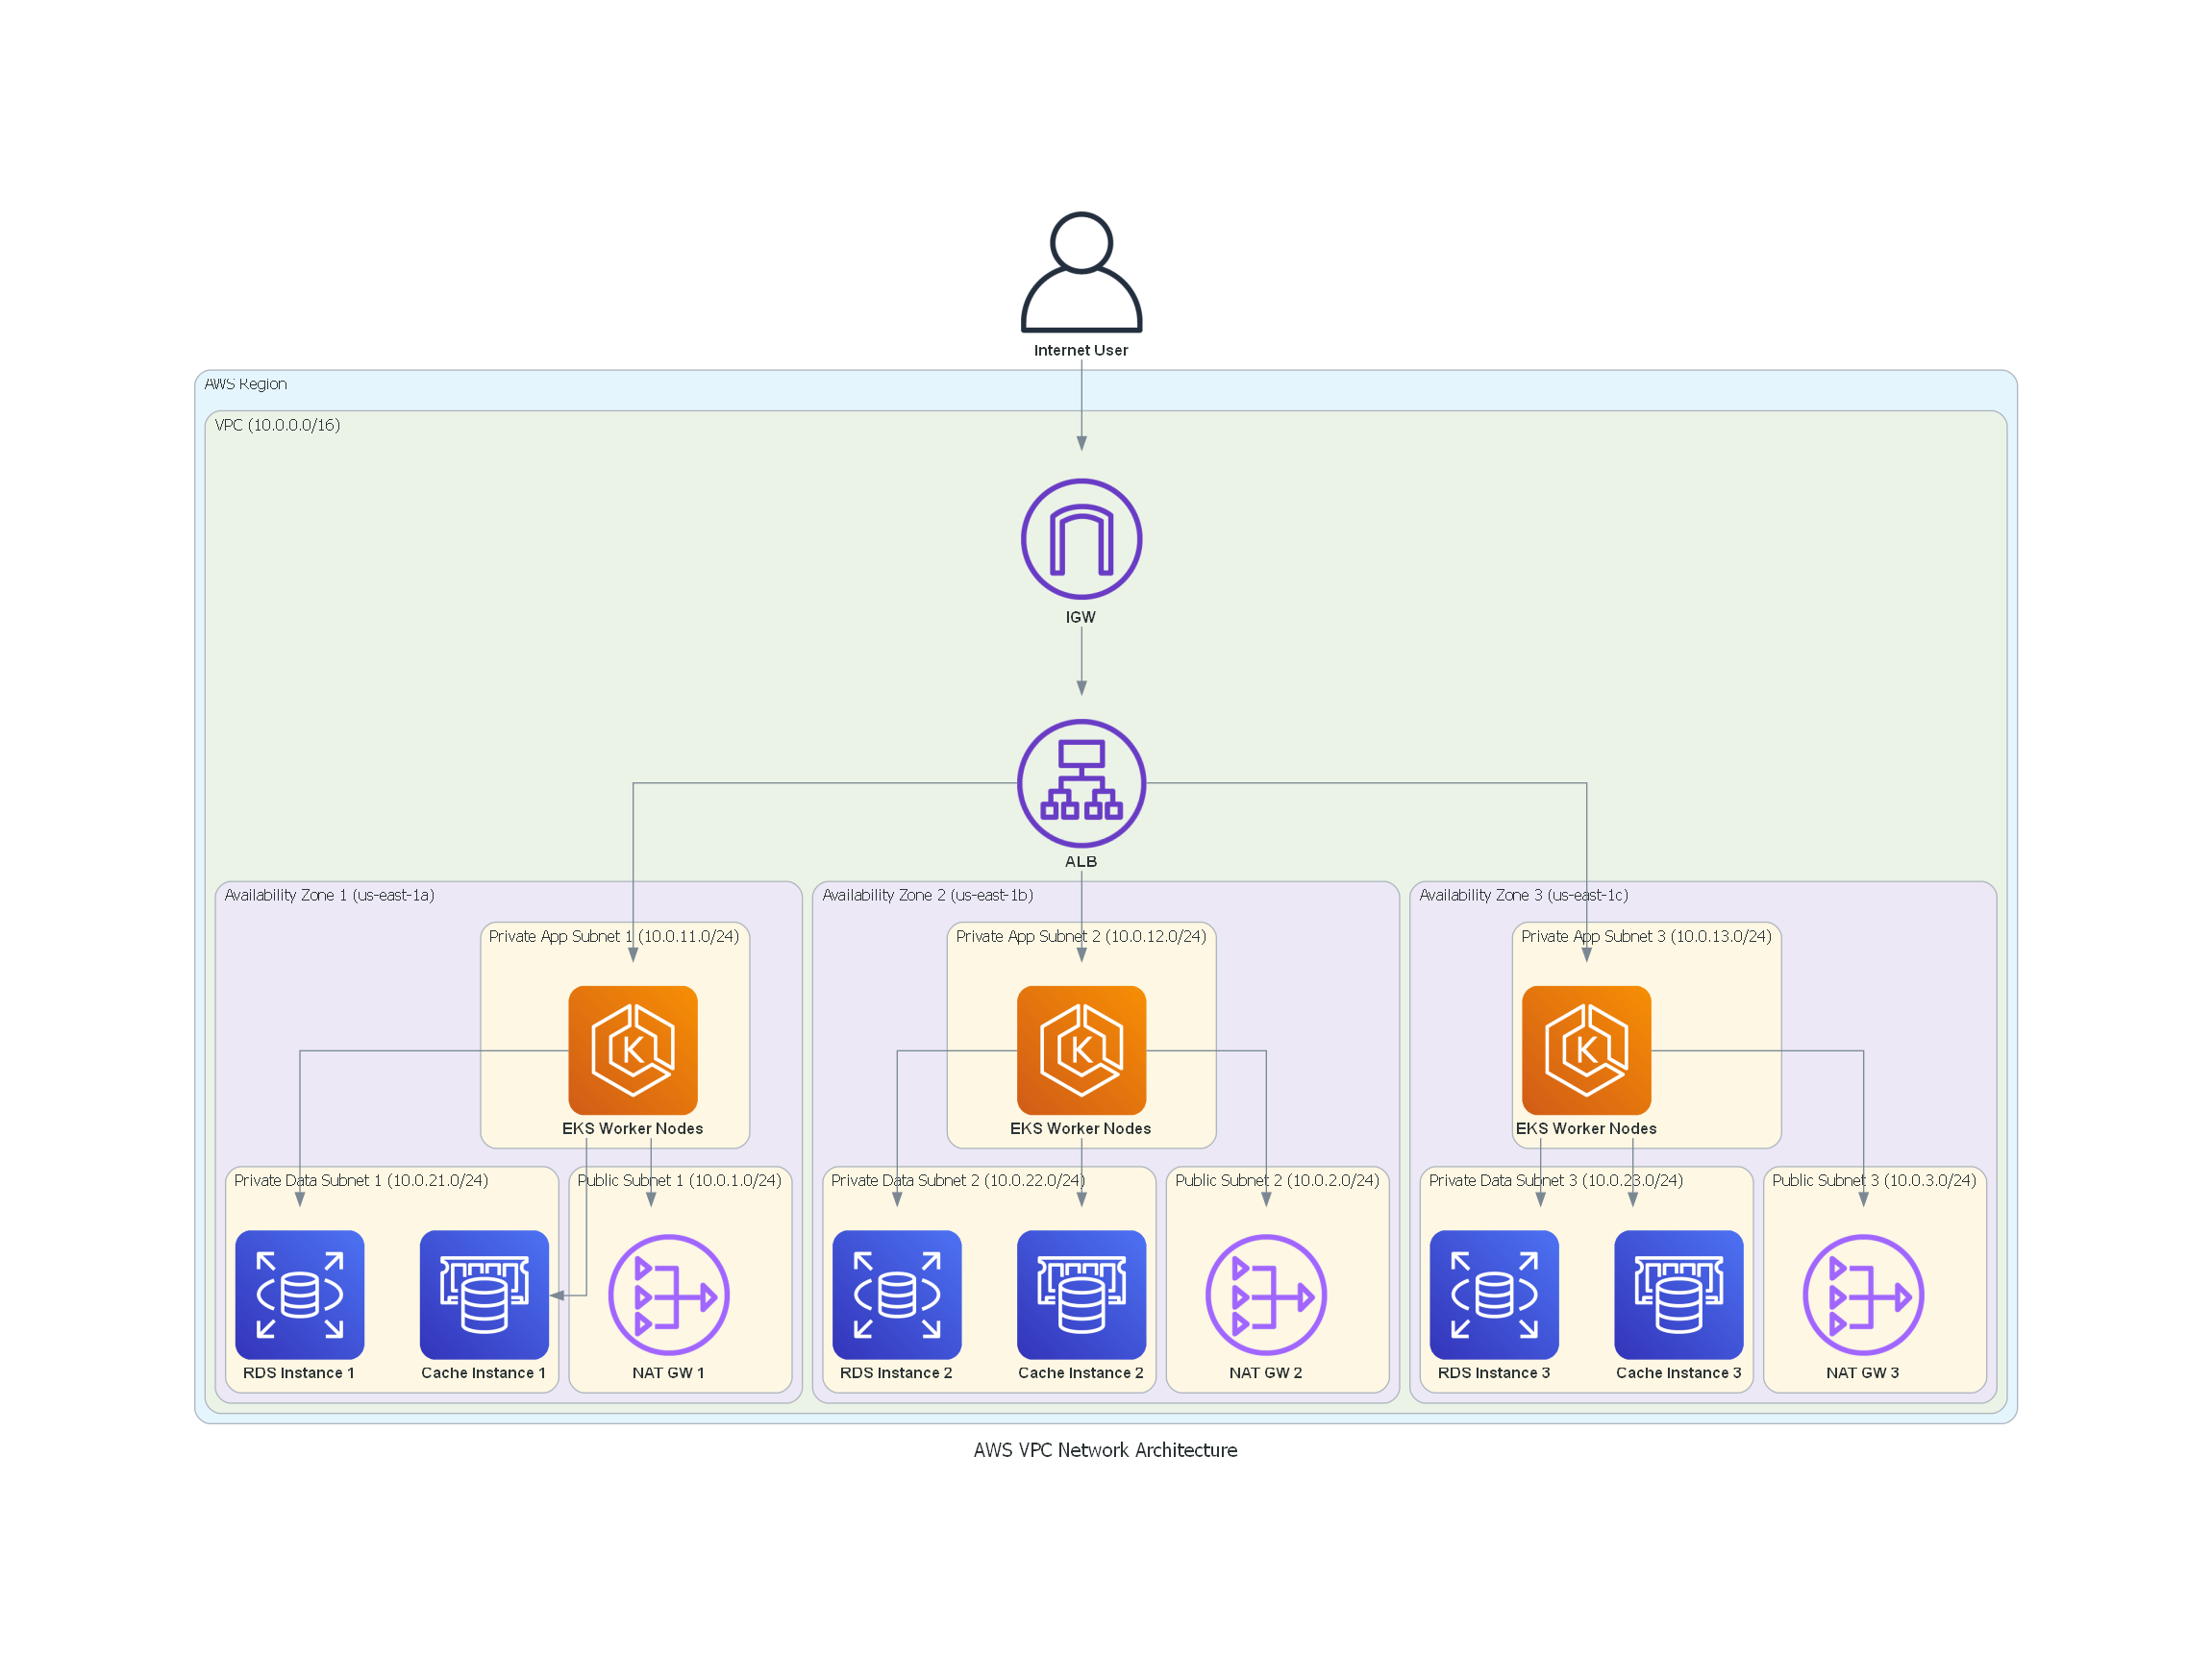 Internet User
AWS Region
VPC (10.0.0.0/16)
IGW
ALB
Availability Zone 1 (us-east-1a)
Private App Subnet 1 (10.0.11.0/24)
K
EKS Worker Nodes
Private Data Subnet 1 (10.0.21.0/24)
RDS Instance 1
Cache Instance 1
Public Subnet 1 (10.0.1.0/24)
NAT GW 1
Availability Zone 2 (us-east-1b)
Private App Subnet 2 (10.0.12.0/24)
K
EKS Worker Nodes
Private Data Subnet 2 (10.0.22.0/24)
RDS Instance 2
Cache Instance 2
Public Subnet 2 (10.0.2.0/24)
NAT GW 2
Availability Zone 3 (us-east-1c)
Private App Subnet 3 (10.0.13.0/24)
K
EKS Worker Nodes
Private Data Subnet 3 (10.0.23.0/24)
RDS Instance 3
Cache Instance 3
Public Subnet 3 (10.0.3.0/24)
NAT GW 3
AWS VPC Network Architecture